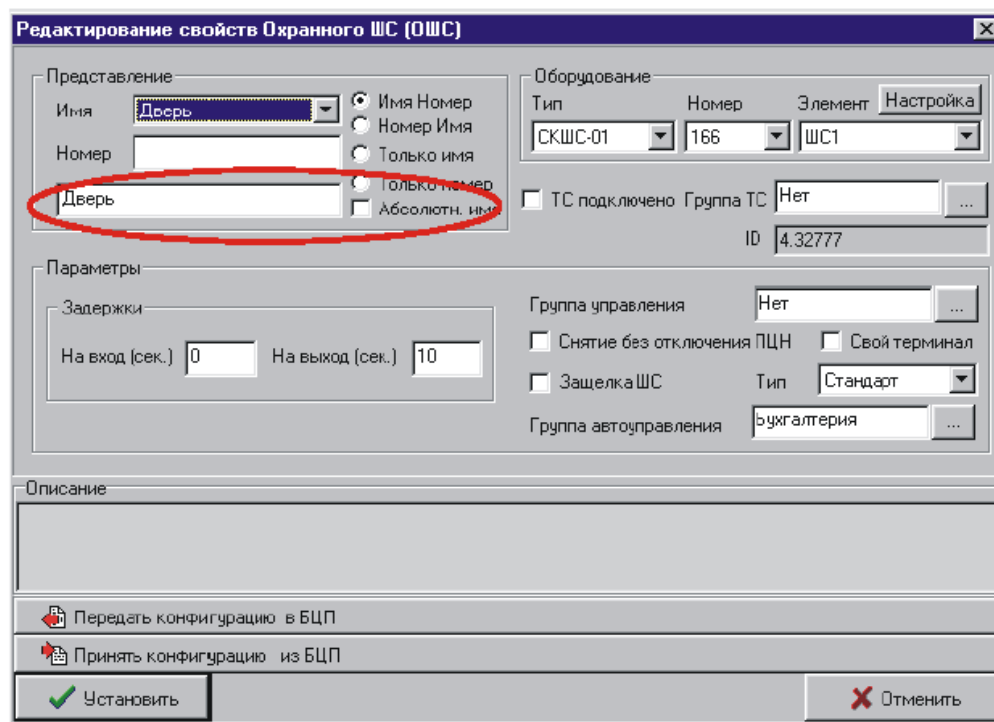 Редактирование свойств Охранного ШС (ОШС)
Представление
Имя Дверь
Имя Номер
Номер Имя
Номер
Только имя
Только номер
Дверь
Абсолютн. имя
Оборудование
Тип Номер Элемент Настройка
СКШС-01 166 ШС1
ТС подключено Группа ТС Нет ...
ID 4.32777
Параметры
Задержки
На вход (сек.) 0 На выход (сек.) 10
Группа управления Нет ...
Снятие без отключения ПЦН Свой терминал
Защелка ШС Тип Стандарт
Группа автоуправления Бухгалтерия ...
Описание
Передать конфигурацию в БЦП
Принять конфигурацию из БЦП
Установить Отменить